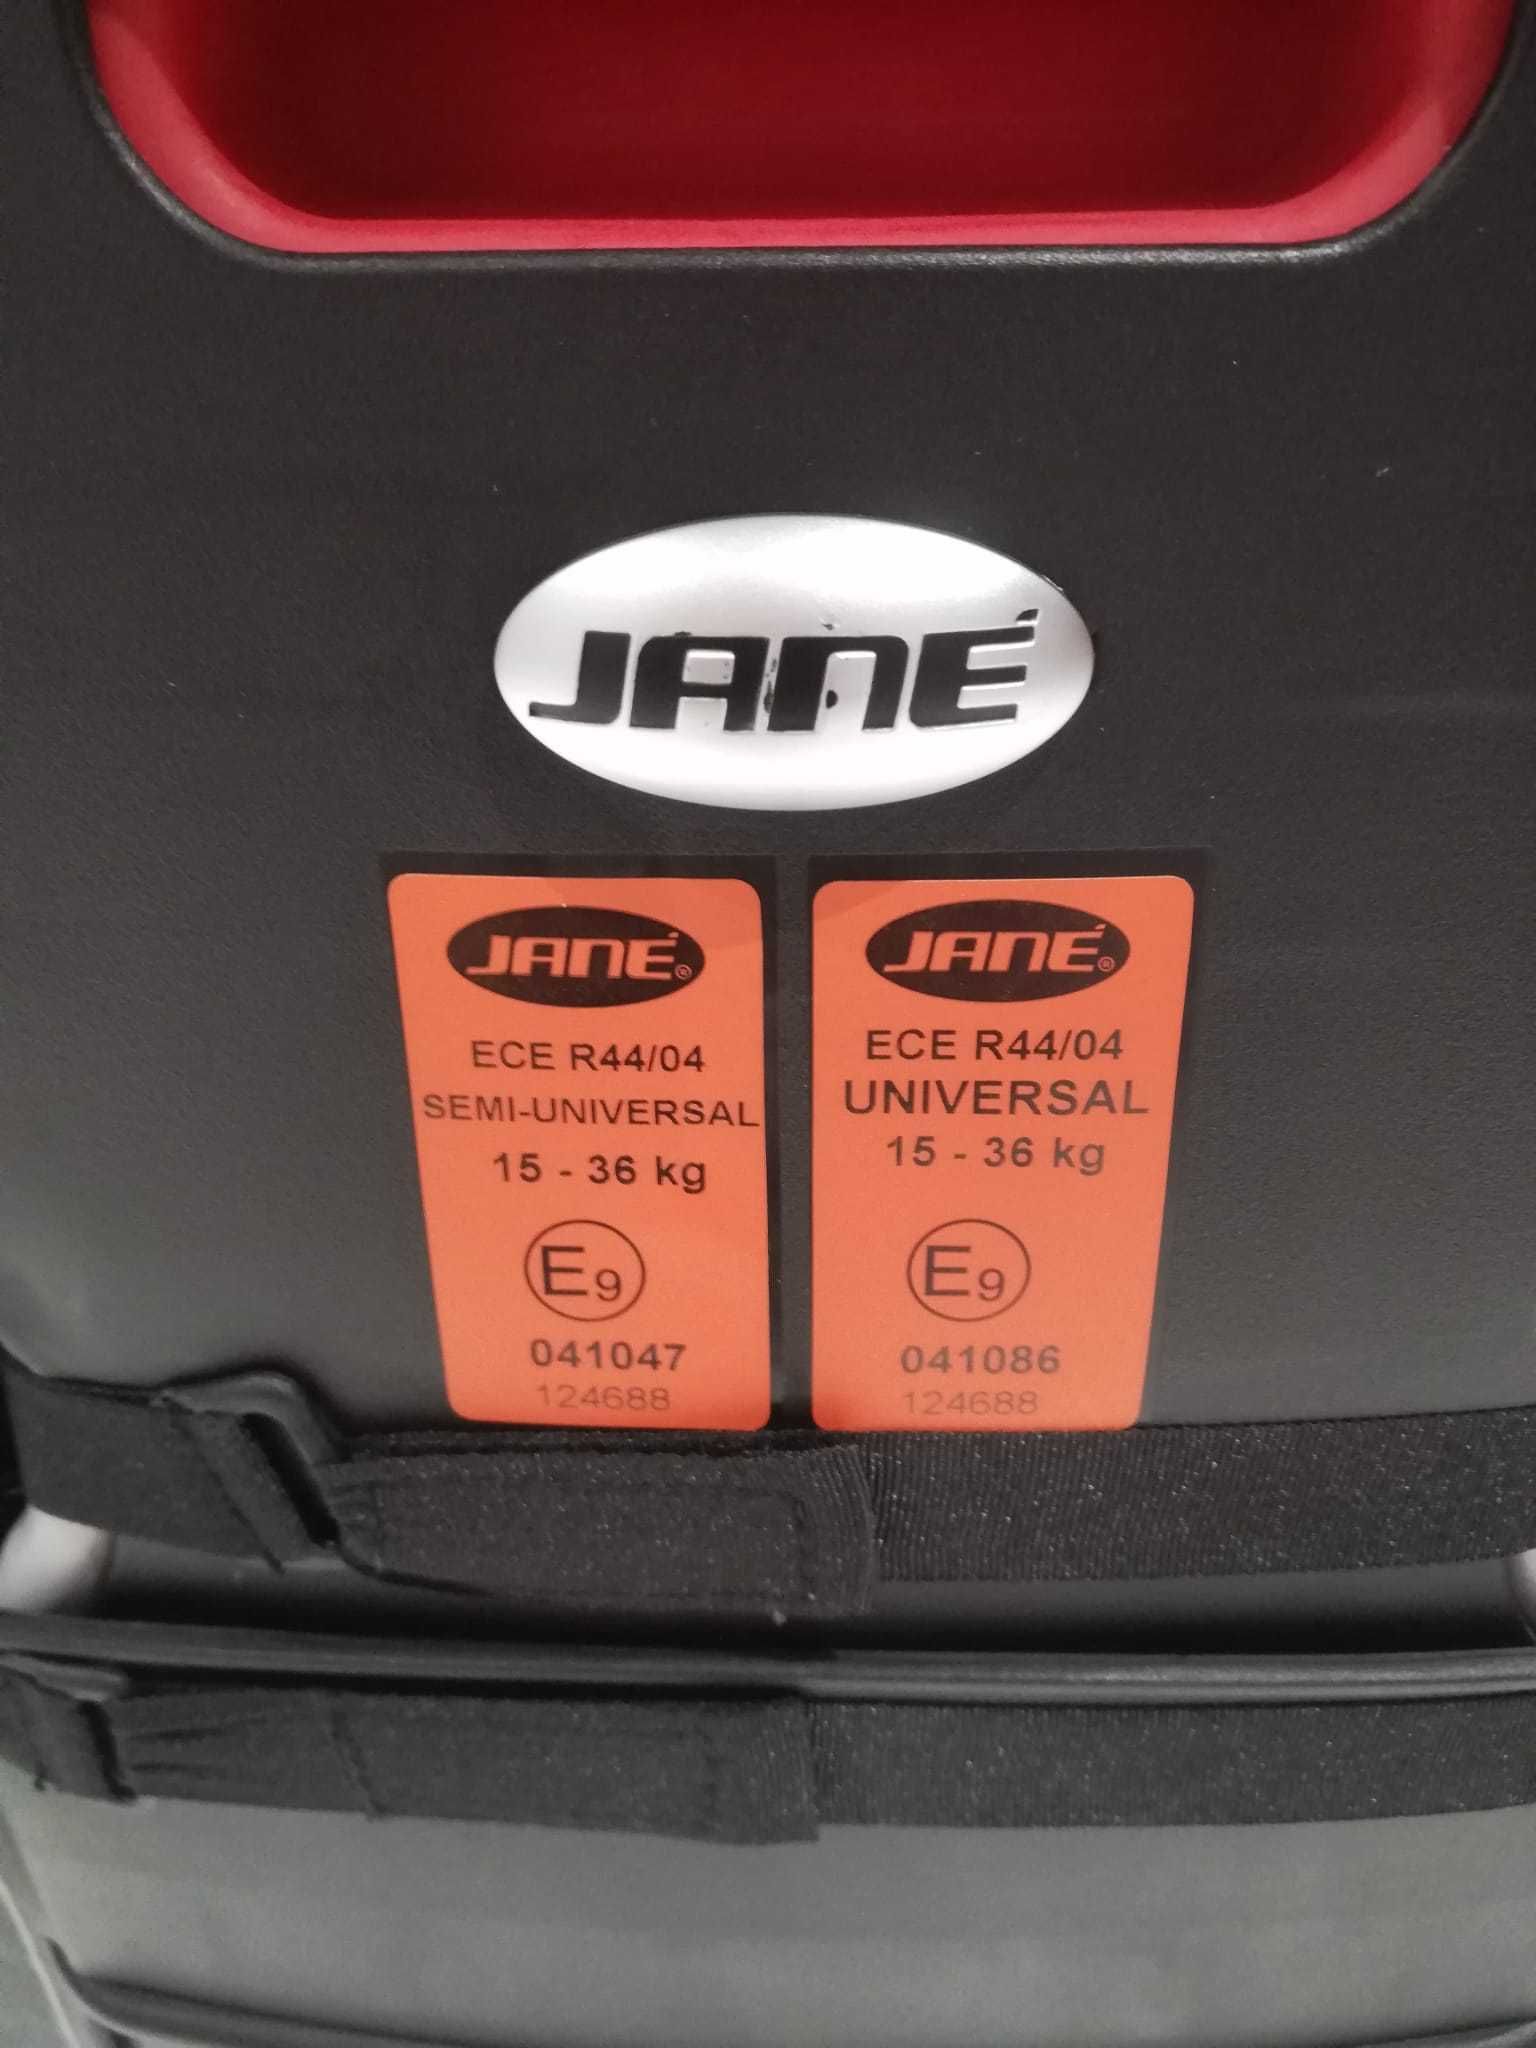 JANÉ
JANÉ®
ECE R44/04
SEMI-UNIVERSAL
15 - 36 kg
E9
041047
124688
JANÉ®
ECE R44/04
UNIVERSAL
15 - 36 kg
E9
041086
124688